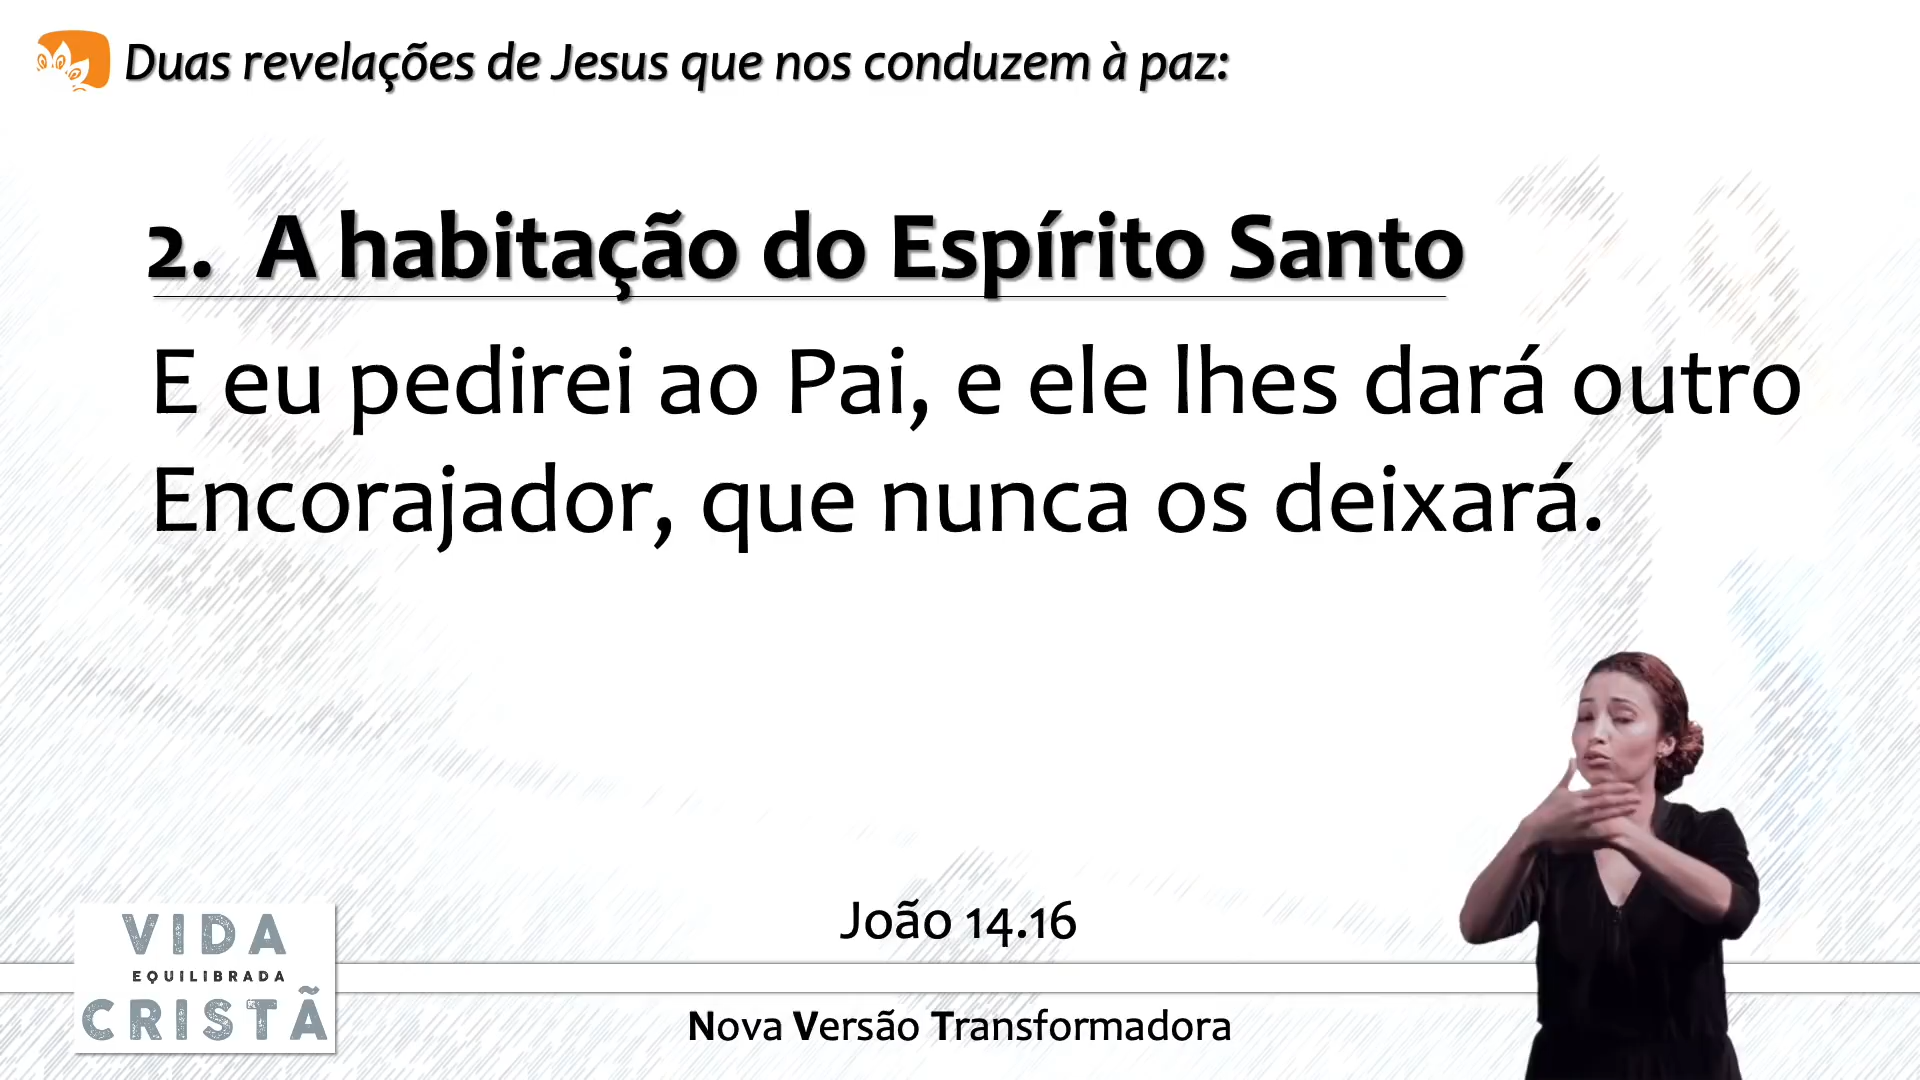 Duas revelações de Jesus que nos conduzem à paz:
2. A habitação do Espírito Santo
E eu pedirei ao Pai, e ele lhes dará outro
Encorajador, que nunca os deixará.
João 14.16
VIDA
EQUILIBRADA
CRISTÃ
Nova Versão Transformadora